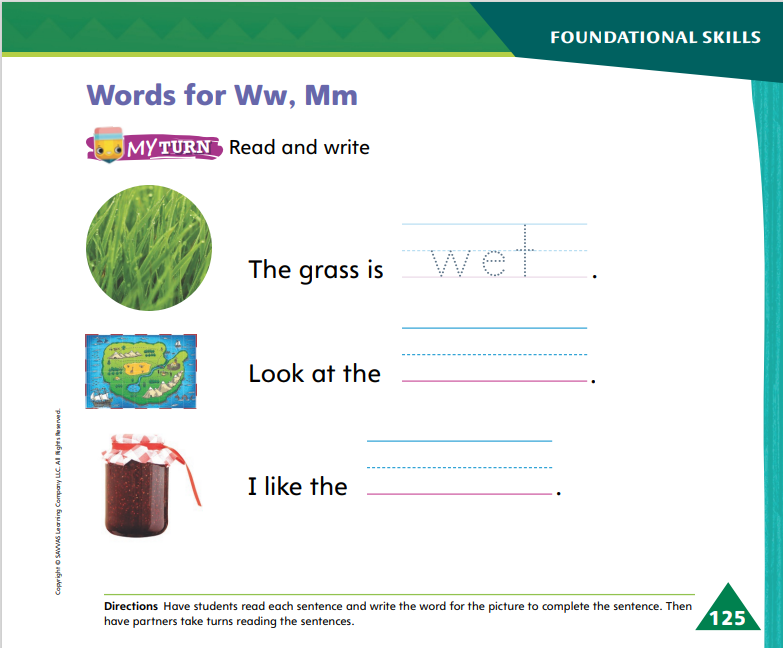 FOUNDATIONAL SKILLS
Words for Ww, Mm
MY TURN Read and write
The grass is wet .
Look at the .
I like the .
Copyright © SAVVAS Learning Company LLC. All Rights Reserved.
Directions Have students read each sentence and write the word for the picture to complete the sentence. Then
have partners take turns reading the sentences.
125